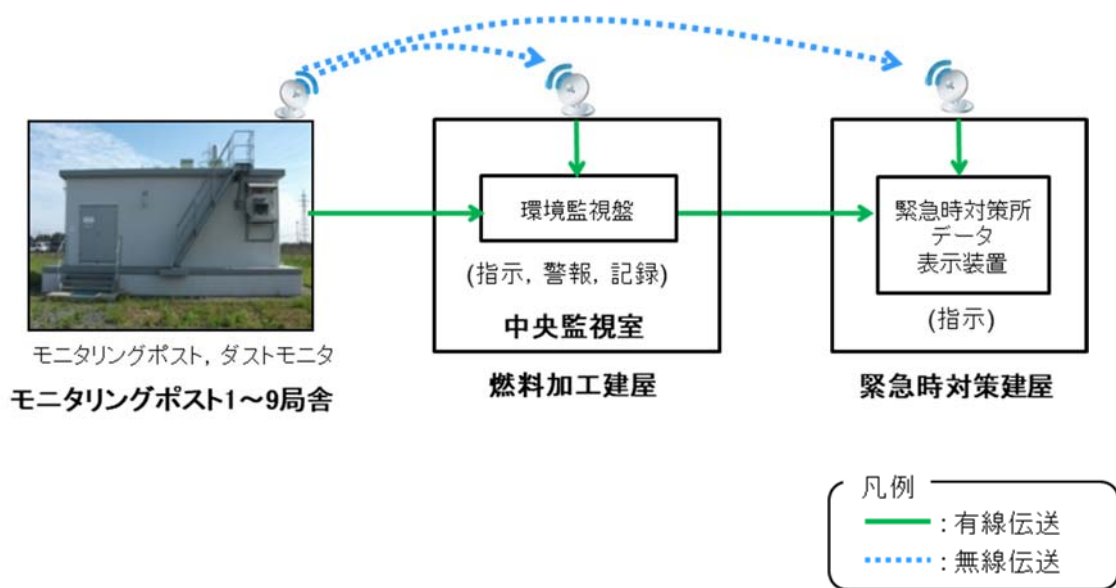 環境監視盤
(指示, 警報, 記録)
中央監視室
燃料加工建屋
緊急時対策所
データ
表示装置
(指示)
緊急時対策建屋
モニタリングポスト, ダストモニタ
モニタリングポスト1～9局舎
凡例
: 有線伝送
: 無線伝送